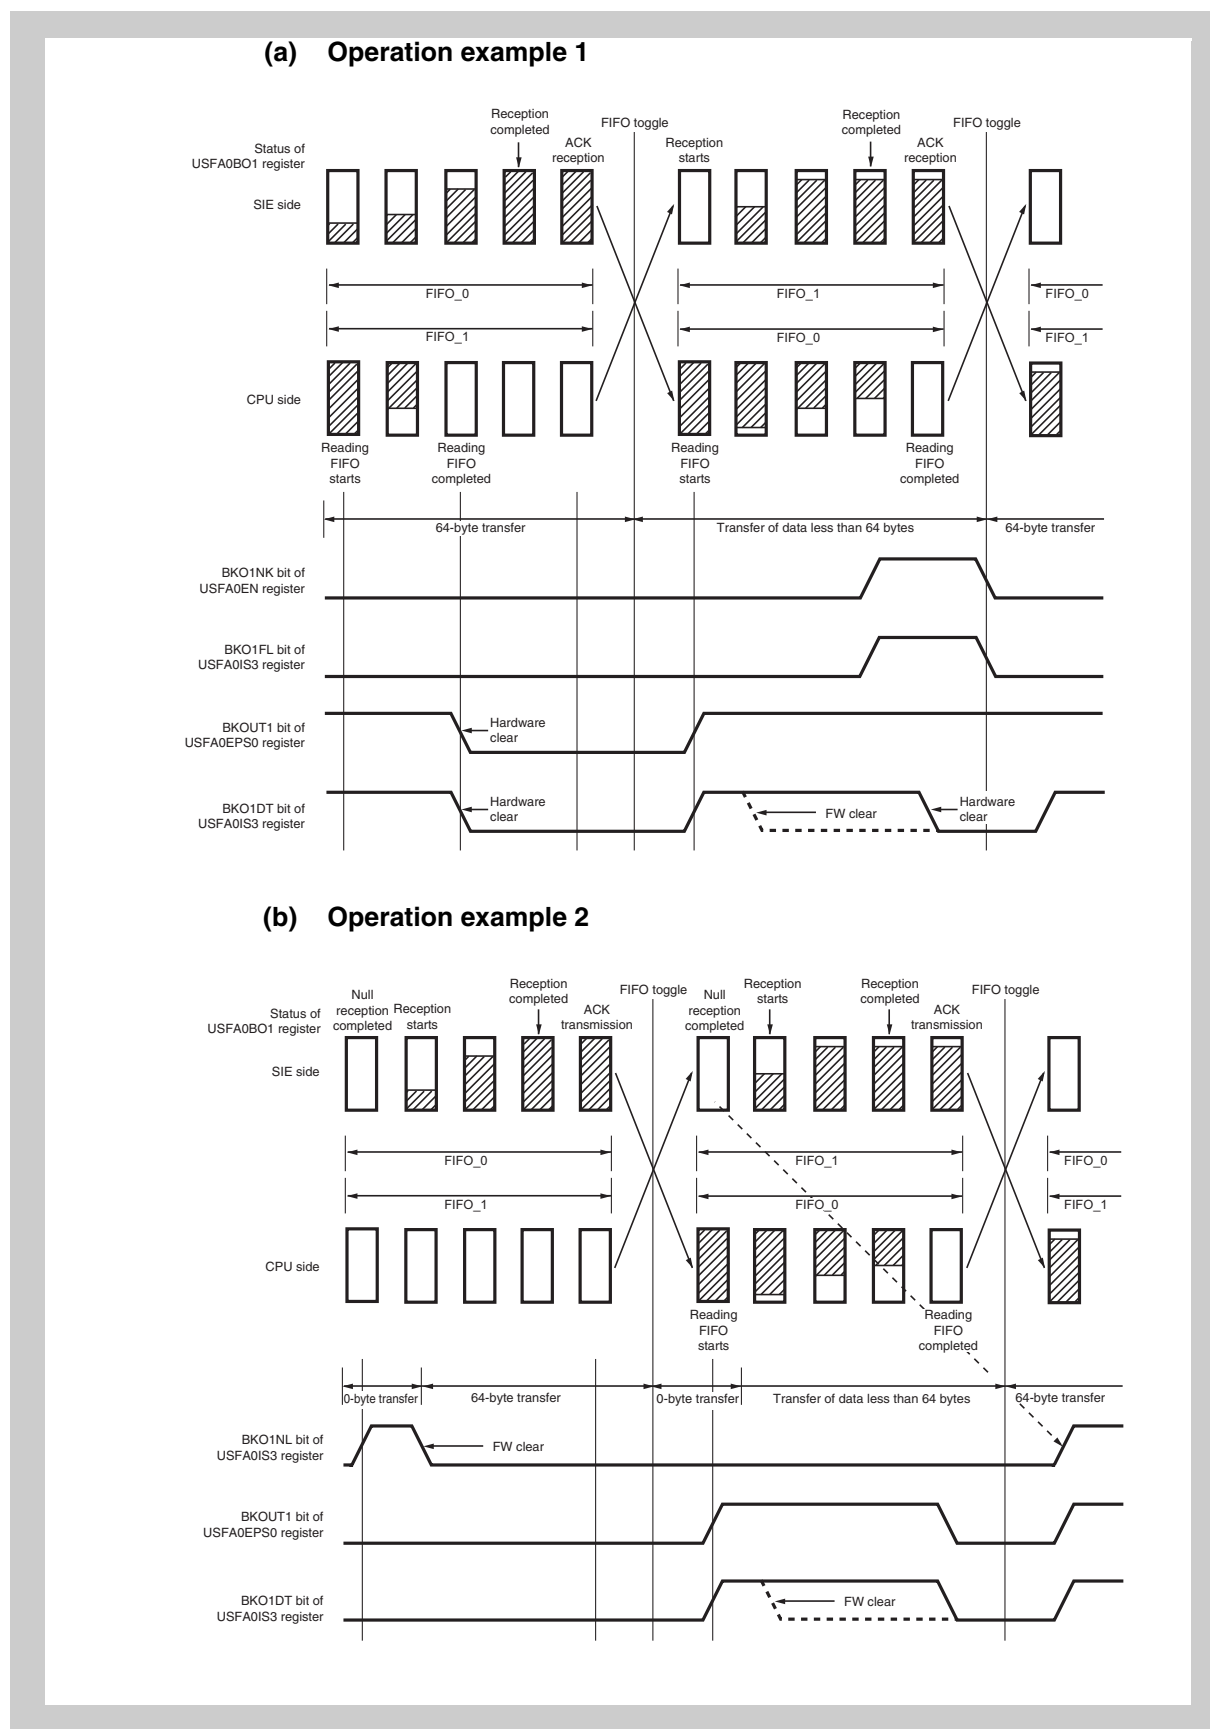 (a) Operation example 1
Reception
completed
FIFO toggle
Reception
completed
FIFO toggle
Status of
USFA0BO1 register
ACK
reception
Reception
starts
ACK
reception
SIE side
FIFO_0
FIFO_1
FIFO_0
FIFO_1
FIFO_0
FIFO_1
CPU side
Reading
FIFO
starts
Reading
FIFO
completed
Reading
FIFO
starts
Reading
FIFO
completed
64-byte transfer
Transfer of data less than 64 bytes
64-byte transfer
BKO1NK bit of
USFA0EN register
BKO1FL bit of
USFA0IS3 register
BKOUT1 bit of
USFA0EPS0 register
Hardware
clear
BKO1DT bit of
USFA0IS3 register
Hardware
clear
FW clear
Hardware
clear
(b) Operation example 2
Status of
USFA0BO1 register
Null
reception
completed
Reception
starts
Reception
completed
ACK
transmission
FIFO toggle
Null
reception
completed
Reception
starts
Reception
completed
ACK
transmission
FIFO toggle
SIE side
FIFO_0
FIFO_1
FIFO_0
FIFO_1
FIFO_0
FIFO_1
CPU side
Reading
FIFO
starts
Reading
FIFO
completed
0-byte transfer
64-byte transfer
0-byte transfer
Transfer of data less than 64 bytes
64-byte transfer
BKO1NL bit of
USFA0IS3 register
FW clear
BKOUT1 bit of
USFA0EPS0 register
BKO1DT bit of
USFA0IS3 register
FW clear